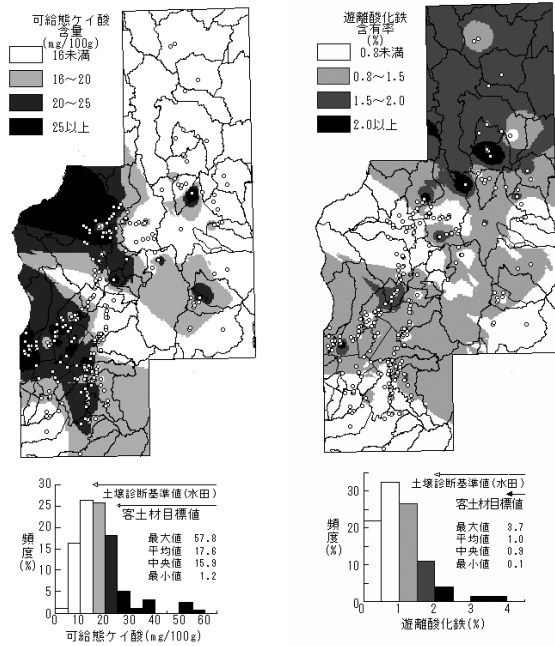 可給態ケイ酸
含量
(mg/100g)
16未満
16～20
20～25
25以上
遊離酸化鉄
含有率
(%)
0.8未満
0.8～1.5
1.5～2.0
2.0以上
30
25
20
15
10
5
0
頻度(%)
土壌診断基準値(水田)
客土材目標値
最大値 57.8
平均値 17.6
中央値 15.9
最小値 1.2
0 10 20 30 40 50 60
可給態ケイ酸(mg/100g)
30
20
10
0
頻度(%)
土壌診断基準値(水田)
客土材目標値
最大値 3.7
平均値 1.0
中央値 0.9
最小値 0.1
0 1 2 3 4
遊離酸化鉄(%)